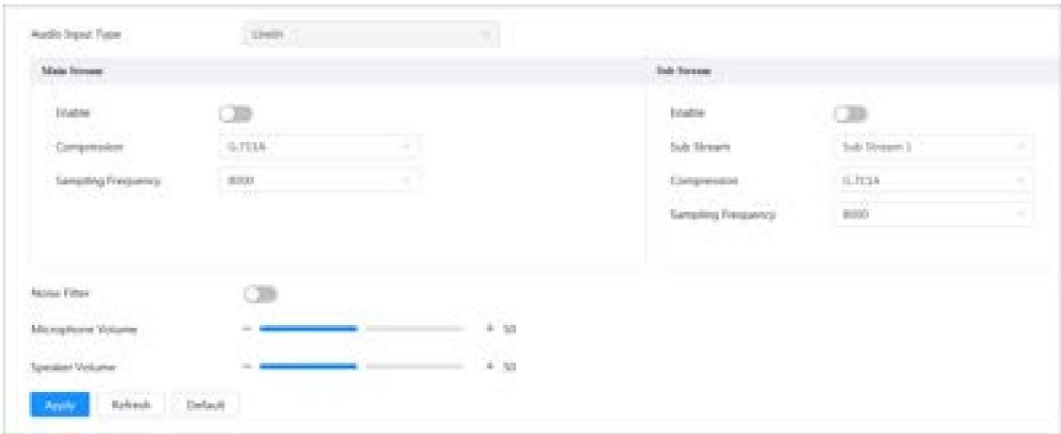 Audio Input Type LineIn
Main Stream
Enable
Compression G.711A
Sampling Frequency 8000
Sub Stream
Enable
Sub Stream Sub Stream 1
Compression G.711A
Sampling Frequency 8000
Noise Filter
Microphone Volume - + 50
Speaker Volume - + 50
Apply Refresh Default